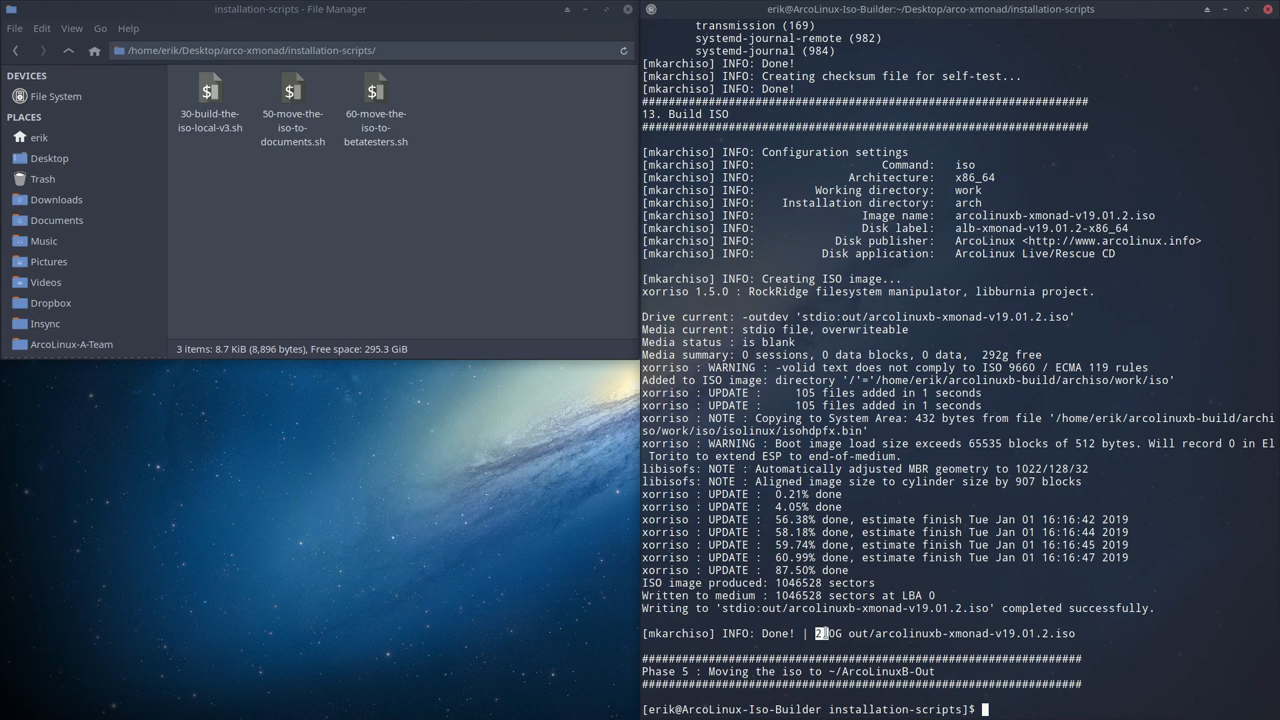 installation-scripts - File Manager
File Edit View Go Help
/home/erik/Desktop/arco-xmonad/installation-scripts/
DEVICES
File System
PLACES
erik
Desktop
Trash
Downloads
Documents
Music
Pictures
Videos
Dropbox
Insync
ArcoLinux-A-Team
30-build-the-
iso-local-v3.sh
50-move-the-
iso-to-
documents.sh
60-move-the-
iso-to-
betatesters.sh
3 items: 8.7 KiB (8,896 bytes), Free space: 295.3 GiB
erik@ArcoLinux-Iso-Builder:~/Desktop/arco-xmonad/installation-scripts
transmission (169)
systemd-journal-remote (982)
systemd-journal (984)
[mkarchiso] INFO: Done!
[mkarchiso] INFO: Creating checksum file for self-test...
[mkarchiso] INFO: Done!
###################################################################
13. Build ISO
###################################################################
[mkarchiso] INFO: Configuration settings
[mkarchiso] INFO: Command: iso
[mkarchiso] INFO: Architecture: x86_64
[mkarchiso] INFO: Working directory: work
[mkarchiso] INFO: Installation directory: arch
[mkarchiso] INFO: Image name: arcolinuxb-xmonad-v19.01.2.iso
[mkarchiso] INFO: Disk label: alb-xmonad-v19.01.2-x86_64
[mkarchiso] INFO: Disk publisher: ArcoLinux <http://www.arcolinux.info>
[mkarchiso] INFO: Disk application: ArcoLinux Live/Rescue CD
[mkarchiso] INFO: Creating ISO image...
xorriso 1.5.0 : RockRidge filesystem manipulator, libburnia project.
Drive current: -outdev 'stdio:out/arcolinuxb-xmonad-v19.01.2.iso'
Media current: stdio file, overwriteable
Media status : is blank
Media summary: 0 sessions, 0 data blocks, 0 data, 292g free
xorriso : WARNING : -volid text does not comply to ISO 9660 / ECMA 119 rules
Added to ISO image: directory '/'='/home/erik/arcolinuxb-build/archiso/work/iso'
xorriso : UPDATE : 105 files added in 1 seconds
xorriso : UPDATE : 105 files added in 1 seconds
xorriso : NOTE : Copying to System Area: 432 bytes from file '/home/erik/arcolinuxb-build/archi
so/work/iso/isolinux/isohdpfx.bin'
xorriso : WARNING : Boot image load size exceeds 65535 blocks of 512 bytes. Will record 0 in El
Torito to extend ESP to end-of-medium.
libisofs: NOTE : Automatically adjusted MBR geometry to 1022/128/32
libisofs: NOTE : Aligned image size to cylinder size by 907 blocks
xorriso : UPDATE : 0.21% done
xorriso : UPDATE : 4.05% done
xorriso : UPDATE : 56.38% done, estimate finish Tue Jan 01 16:16:42 2019
xorriso : UPDATE : 58.18% done, estimate finish Tue Jan 01 16:16:44 2019
xorriso : UPDATE : 59.74% done, estimate finish Tue Jan 01 16:16:45 2019
xorriso : UPDATE : 60.99% done, estimate finish Tue Jan 01 16:16:47 2019
xorriso : UPDATE : 87.50% done
ISO image produced: 1046528 sectors
Written to medium : 1046528 sectors at LBA 0
Writing to 'stdio:out/arcolinuxb-xmonad-v19.01.2.iso' completed successfully.
[mkarchiso] INFO: Done! | 2.0G out/arcolinuxb-xmonad-v19.01.2.iso
##################################################################
Phase 5 : Moving the iso to ~/ArcoLinuxB-Out
##################################################################
[erik@ArcoLinux-Iso-Builder installation-scripts]$